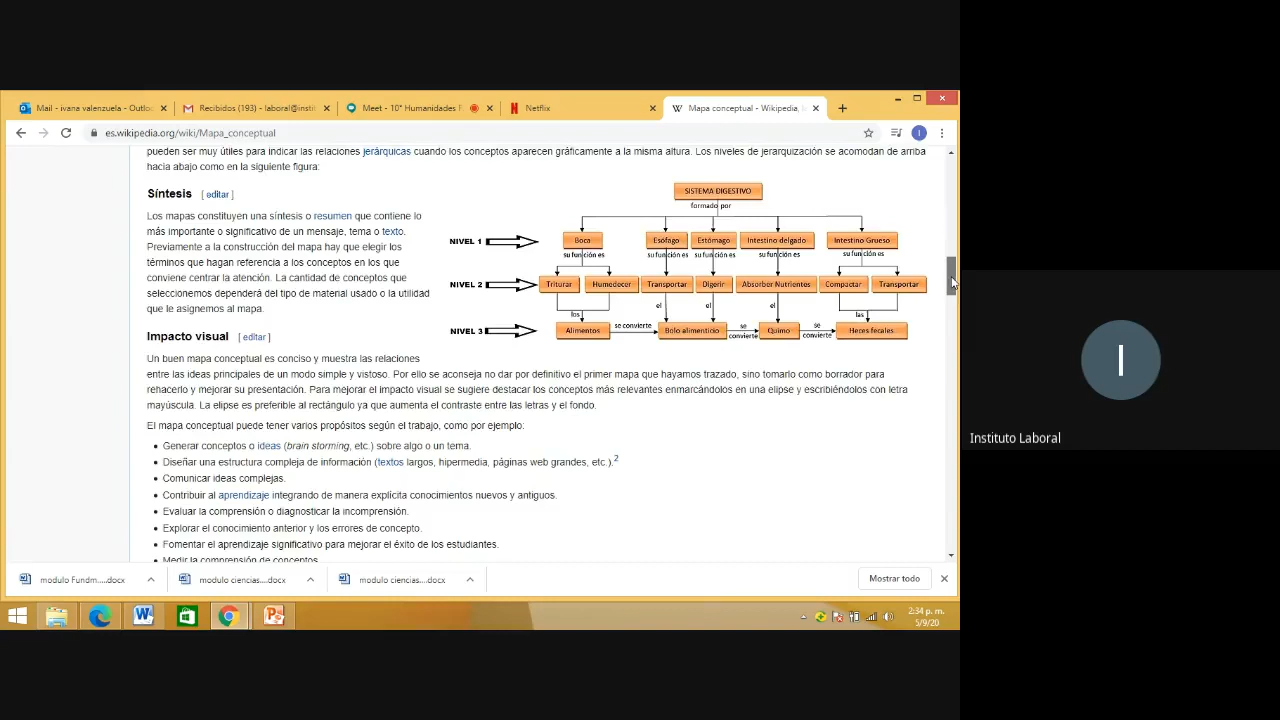 Mail - ivana valenzuela - Outloo
Recibidos (193) - laboral@instit
Meet - 10° Humanidades F
Netflix
Mapa conceptual - Wikipedia, l
es.wikipedia.org/wiki/Mapa_conceptual
pueden ser muy útiles para indicar las relaciones jerárquicas cuando los conceptos aparecen gráficamente a la misma altura. Los niveles de jerarquización se acomodan de arriba
hacia abajo como en la siguiente figura:
Síntesis [ editar ]
Los mapas constituyen una síntesis o resumen que contiene lo
más importante o significativo de un mensaje, tema o texto.
Previamente a la construcción del mapa hay que elegir los
términos que hagan referencia a los conceptos en los que
conviene centrar la atención. La cantidad de conceptos que
seleccionemos dependerá del tipo de material usado o la utilidad
que le asignemos al mapa.
SISTEMA DIGESTIVO
formado por
NIVEL 1
Boca
Esófago
Estómago
Intestino delgado
Intestino Grueso
su función es
su función es
su función es
su función es
su función es
NIVEL 2
Triturar
Humedecer
Transportar
Digerir
Absorber Nutrientes
Compactar
Transportar
los
el
el
el
las
NIVEL 3
Alimentos
se convierte
Bolo alimenticio
se convierte
Quimo
se convierte
Heces fecales
Impacto visual [ editar ]
Un buen mapa conceptual es conciso y muestra las relaciones
entre las ideas principales de un modo simple y vistoso. Por ello se aconseja no dar por definitivo el primer mapa que hayamos trazado, sino tomarlo como borrador para
rehacerlo y mejorar su presentación. Para mejorar el impacto visual se sugiere destacar los conceptos más relevantes enmarcándolos en una elipse y escribiéndolos con letra
mayúscula. La elipse es preferible al rectángulo ya que aumenta el contraste entre las letras y el fondo.
El mapa conceptual puede tener varios propósitos según el trabajo, como por ejemplo:
Generar conceptos o ideas (brain storming, etc.) sobre algo o un tema.
Diseñar una estructura compleja de información (textos largos, hipermedia, páginas web grandes, etc.).2
Comunicar ideas complejas.
Contribuir al aprendizaje integrando de manera explícita conocimientos nuevos y antiguos.
Evaluar la comprensión o diagnosticar la incomprensión.
Explorar el conocimiento anterior y los errores de concepto.
Fomentar el aprendizaje significativo para mejorar el éxito de los estudiantes.
Medir la comprensión de conceptos.
modulo Fundm....docx
modulo ciencias....docx
modulo ciencias....docx
Mostrar todo
2:34 p. m.
5/9/20
I
Instituto Laboral